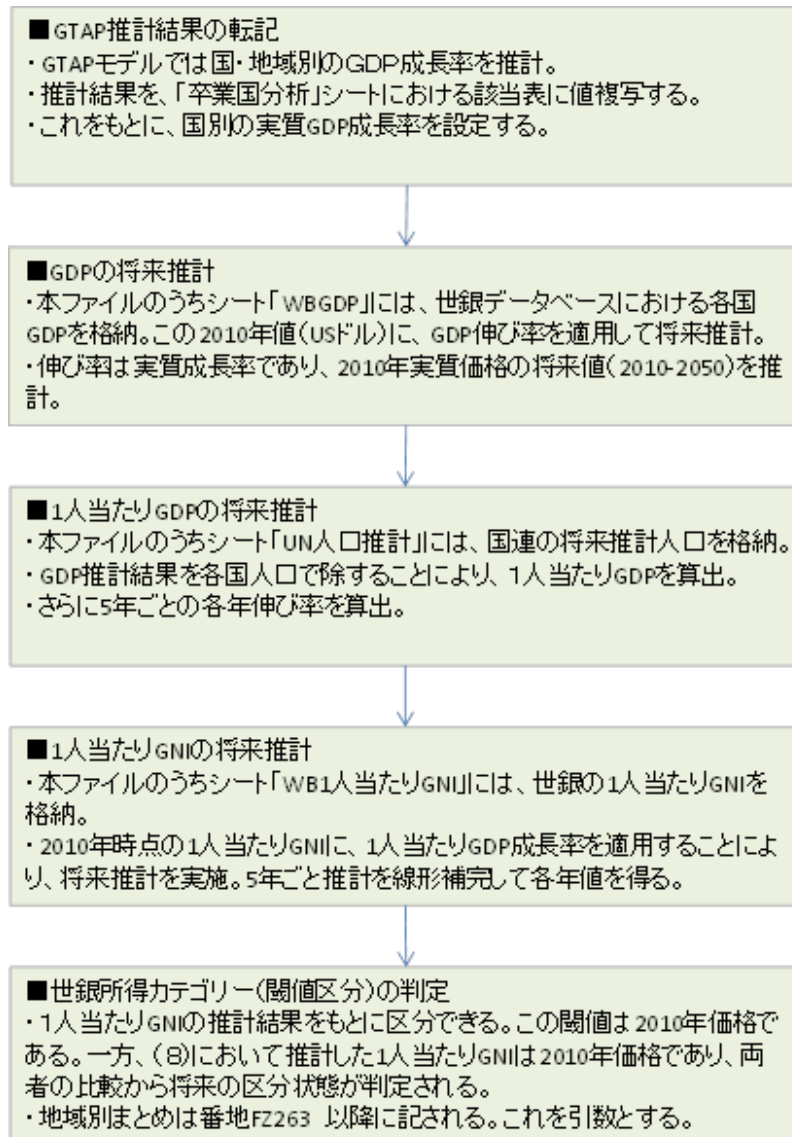 ■GTAP推計結果の転記
・GTAPモデルでは国・地域別のGDP成長率を推計。
・推計結果を、「卒業国分析」シートにおける該当表に値複写する。
・これをもとに、国別の実質GDP成長率を設定する。
■GDPの将来推計
・本ファイルのうちシート「WBGDP」には、世銀データベースにおける各国
GDPを格納。この2010年値(USドル)に、GDP伸び率を適用して将来推計。
・伸び率は実質成長率であり、2010年実質価格の将来値(2010-2050)を推
計。
■1人当たりGDPの将来推計
・本ファイルのうちシート「UN人口推計」には、国連の将来推計人口を格納。
・GDP推計結果を各国人口で除することにより、1人当たりGDPを算出。
・さらに5年ごとの各年伸び率を算出。
■1人当たりGNIの将来推計
・本ファイルのうちシート「WB1人当たりGNI」には、世銀の1人当たりGNIを
格納。
・2010年時点の1人当たりGNIに、1人当たりGDP成長率を適用することによ
り、将来推計を実施。5年ごと推計を線形補完して各年値を得る。
■世銀所得カテゴリー(閾値区分)の判定
・1人当たりGNIの推計結果をもとに区分できる。この閾値は2010年価格で
ある。一方、(8)において推計した1人当たりGNIは2010年価格であり、両
者の比較から将来の区分状態が判定される。
・地域別まとめは番地FZ263 以降に記される。これを引数とする。